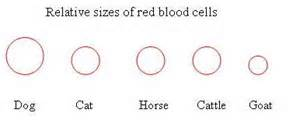 Relative sizes of red blood cells
Dog Cat Horse Cattle Goat